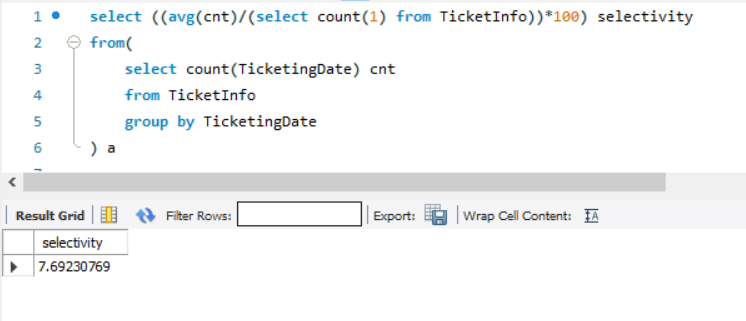 1 select ((avg(cnt)/(select count(1) from TicketInfo))*100) selectivity
2 from(
3 select count(TicketingDate) cnt
4 from TicketInfo
5 group by TicketingDate
6 ) a
Result Grid Filter Rows: Export: Wrap Cell Content: IA
selectivity
7.69230769